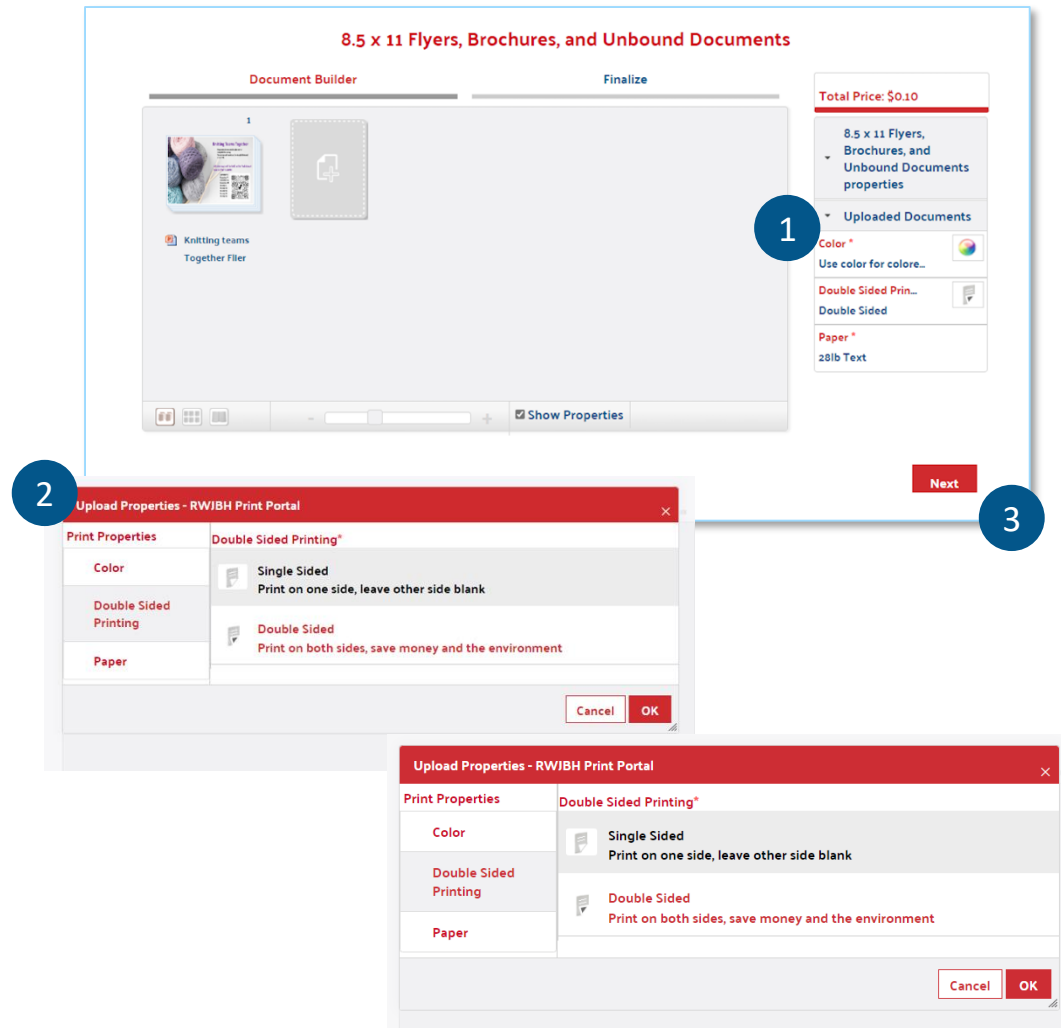 8.5 x 11 Flyers, Brochures, and Unbound Documents
Document Builder
Finalize
1
Knitting teams
Together Flier
Show Properties
Total Price: $0.10
8.5 x 11 Flyers,
Brochures, and
Unbound Documents
properties
1
Uploaded Documents
Color *
Use color for colore...
Double Sided Prin...
Double Sided
Paper *
28lb Text
Next
3
2
Upload Properties - RWJBH Print Portal
Print Properties
Color
Double Sided
Printing
Paper
Double Sided Printing*
Single Sided
Print on one side, leave other side blank
Double Sided
Print on both sides, save money and the environment
Cancel
OK
Upload Properties - RWJBH Print Portal
Print Properties
Color
Double Sided
Printing
Paper
Double Sided Printing*
Single Sided
Print on one side, leave other side blank
Double Sided
Print on both sides, save money and the environment
Cancel
OK